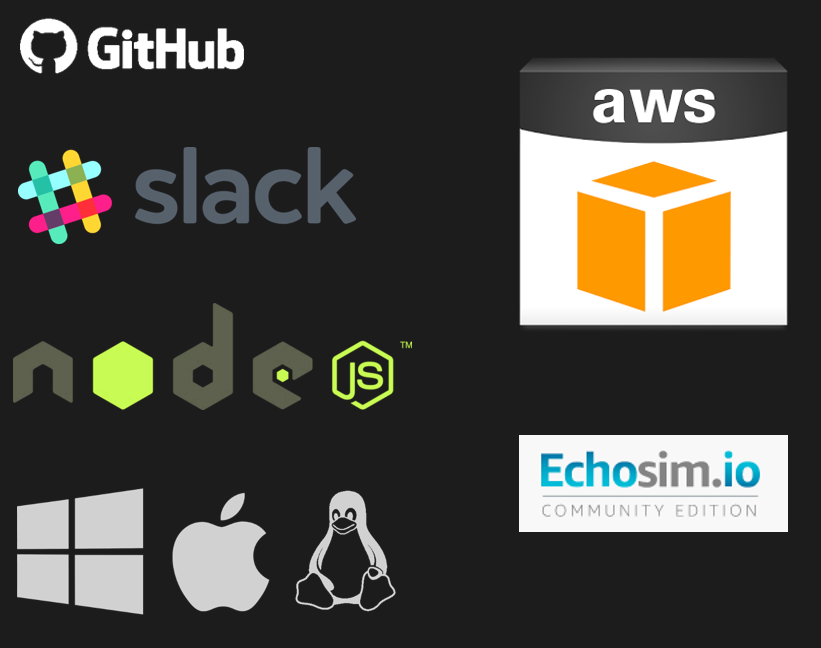 GitHub
slack
node
JS
™
aws
Echosim.io
COMMUNITY EDITION